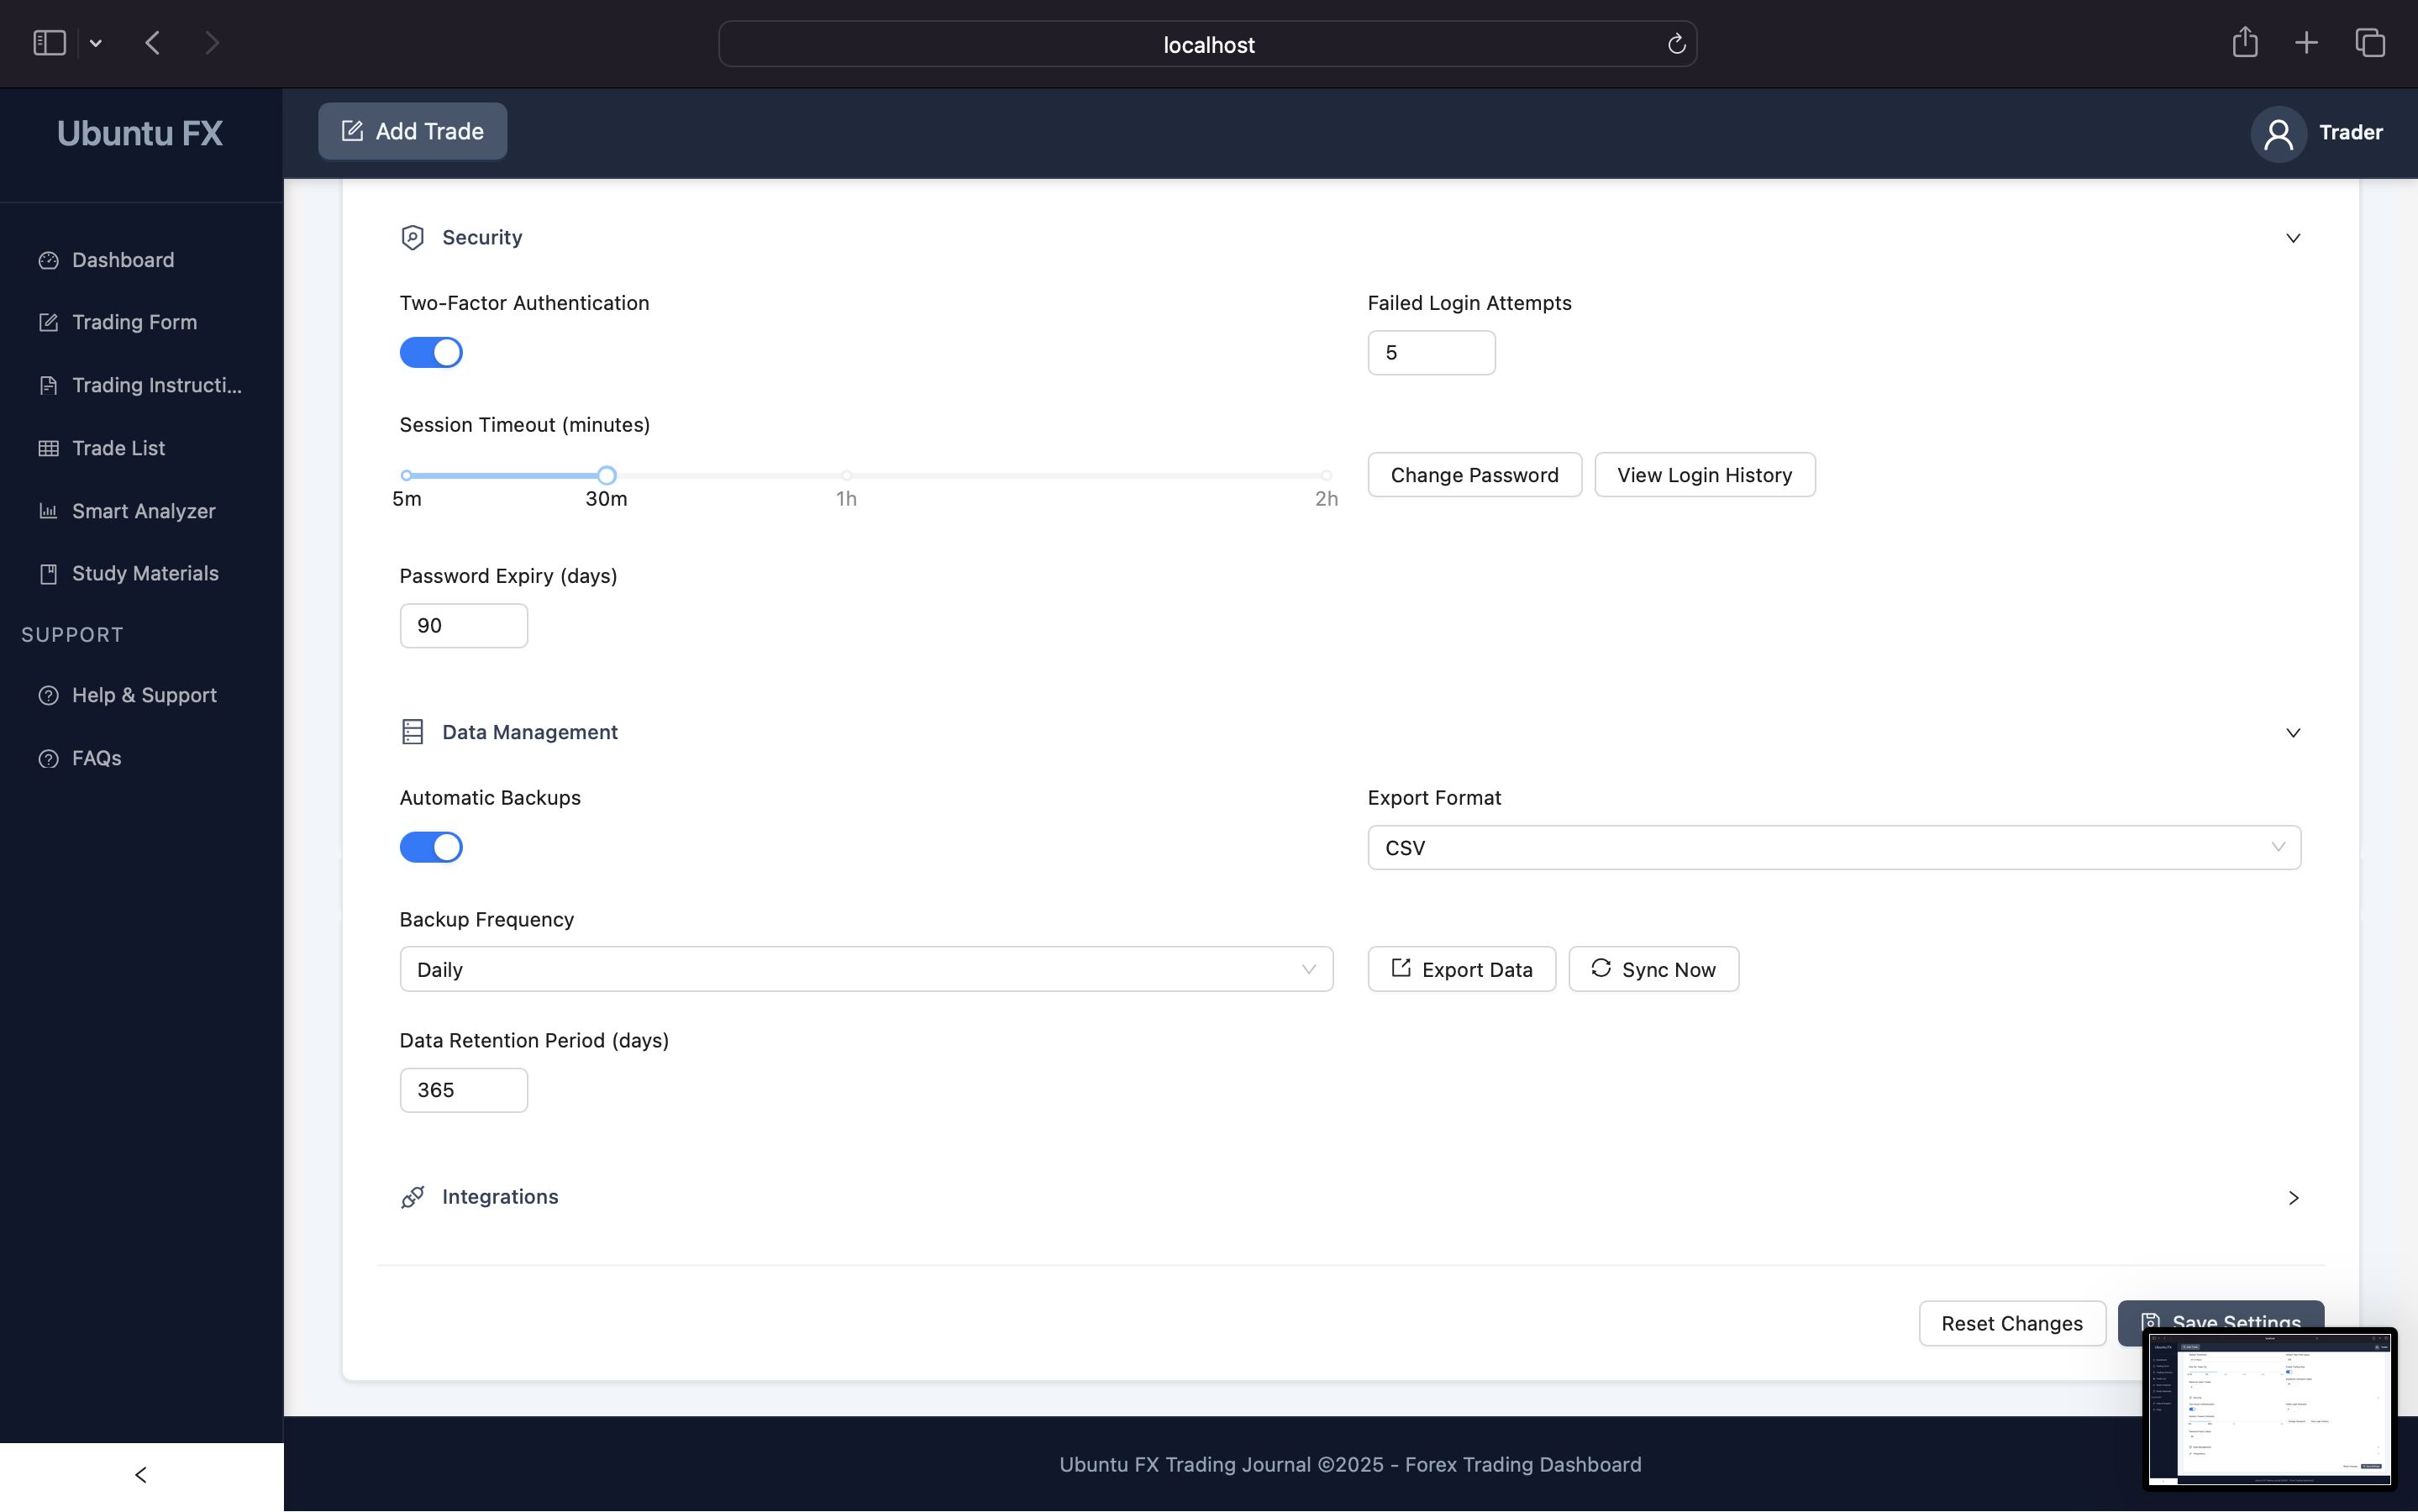 localhost
Ubuntu FX
Add Trade
Trader
Dashboard
Trading Form
Trading Instructi...
Trade List
Smart Analyzer
Study Materials
SUPPORT
Help & Support
FAQs
Security
Two-Factor Authentication
Failed Login Attempts
5
Session Timeout (minutes)
5m 30m 1h 2h
Change Password
View Login History
Password Expiry (days)
90
Data Management
Automatic Backups
Export Format
CSV
Backup Frequency
Daily
Export Data
Sync Now
Data Retention Period (days)
365
Integrations
Reset Changes
Save Settings
Ubuntu FX Trading Journal ©2025 - Forex Trading Dashboard